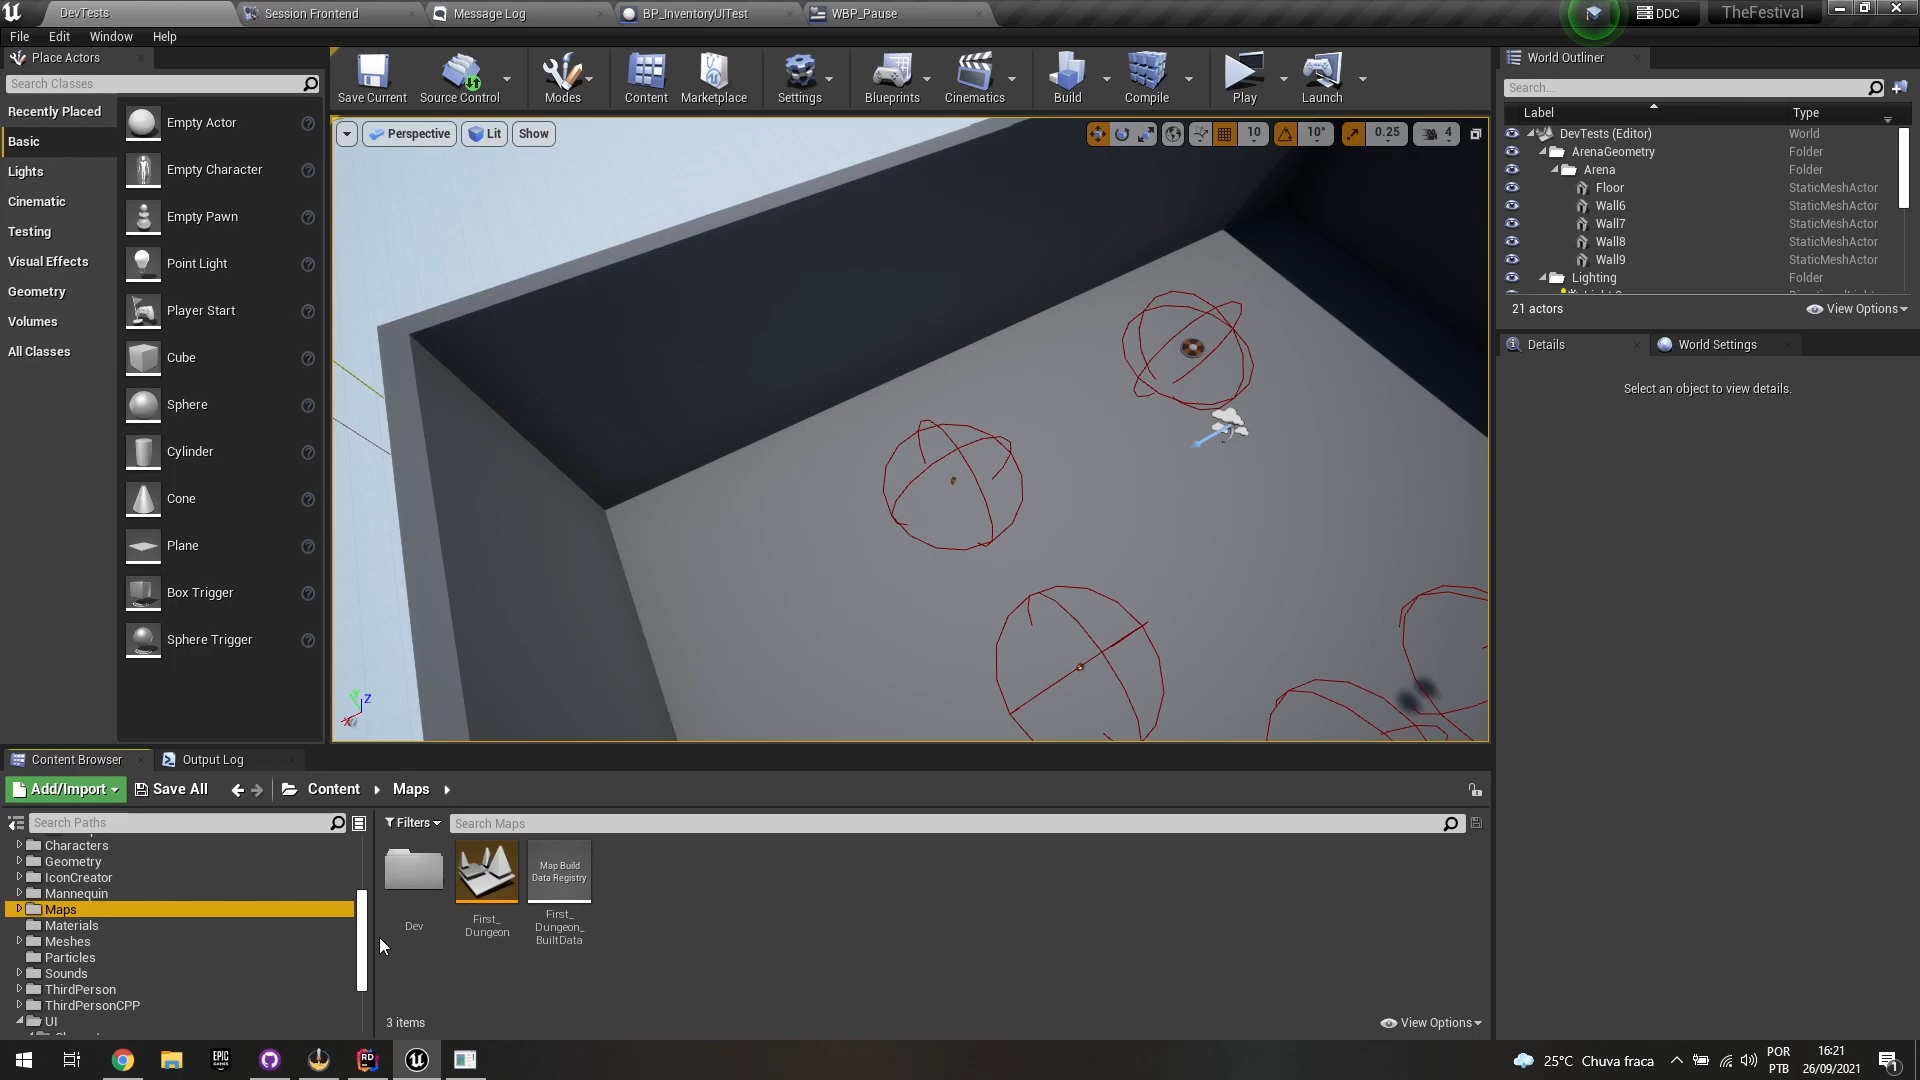 DevTests
Session Frontend
Message Log
BP_InventoryUITest
WBP_Pause
DDC
TheFestival
File
Edit
Window
Help
Place Actors
Search Classes
Recently Placed
Basic
Lights
Cinematic
Testing
Visual Effects
Geometry
Volumes
All Classes
Empty Actor
Empty Character
Empty Pawn
Point Light
Player Start
Cube
Sphere
Cylinder
Cone
Plane
Box Trigger
Sphere Trigger
Save Current
Source Control
Modes
Content
Marketplace
Settings
Blueprints
Cinematics
Build
Compile
Play
Launch
Perspective
Lit
Show
10
10°
0.25
4
Z
X
World Outliner
Search...
Label
Type
DevTests (Editor)
World
ArenaGeometry
Folder
Arena
Folder
Floor
StaticMeshActor
Wall6
StaticMeshActor
Wall7
StaticMeshActor
Wall8
StaticMeshActor
Wall9
StaticMeshActor
Lighting
Folder
21 actors
View Options
Details
World Settings
Select an object to view details.
Content Browser
Output Log
Add/Import
Save All
Content
Maps
Search Paths
Filters
Search Maps
Characters
Geometry
IconCreator
Mannequin
Maps
Materials
Meshes
Particles
Sounds
ThirdPerson
ThirdPersonCPP
UI
Dev
First_
Dungeon
Map Build
Data Registry
First_
Dungeon_
BuiltData
3 items
View Options
EPIC
GAMES
RD
25°C Chuva fraca
POR
PTB
16:21
26/09/2021
1